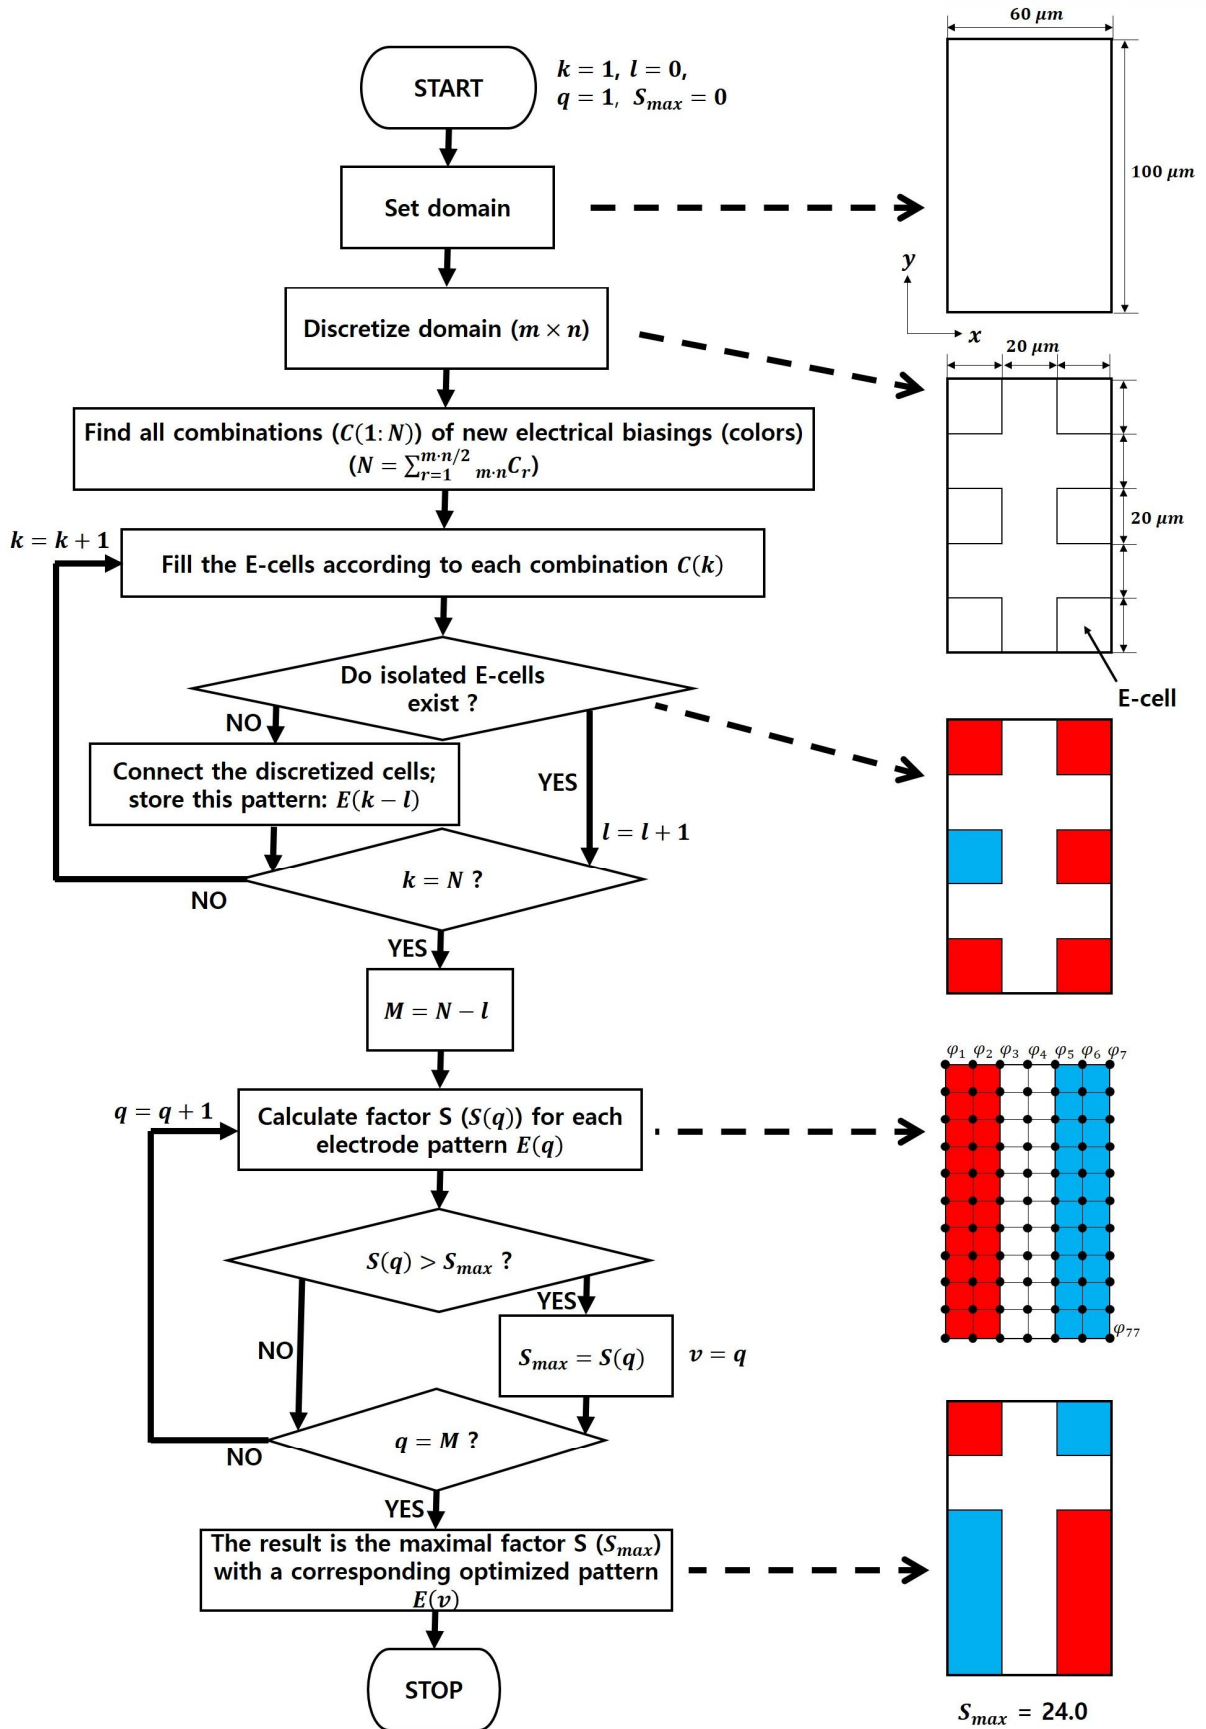 60 μm
START
k = 1, l = 0,
q = 1, S_max = 0
100 μm
Set domain
y
x
Discretize domain (m × n)
20 μm
Find all combinations (C(1: N)) of new electrical biasings (colors)
(N = ∑_{r=1}^{m·n/2} _{m·n}C_r)
20 μm
k = k + 1
Fill the E-cells according to each combination C(k)
E-cell
Do isolated E-cells
exist ?
NO
Connect the discretized cells;
store this pattern: E(k − l)
YES
l = l + 1
k = N ?
NO
YES
M = N − l
φ1 φ2 φ3 φ4 φ5 φ6 φ7
q = q + 1
Calculate factor S (S(q)) for each
electrode pattern E(q)
S(q) > S_max ?
YES
φ77
NO
S_max = S(q)
v = q
q = M ?
NO
YES
The result is the maximal factor S (S_max)
with a corresponding optimized pattern
E(v)
STOP
S_max = 24.0